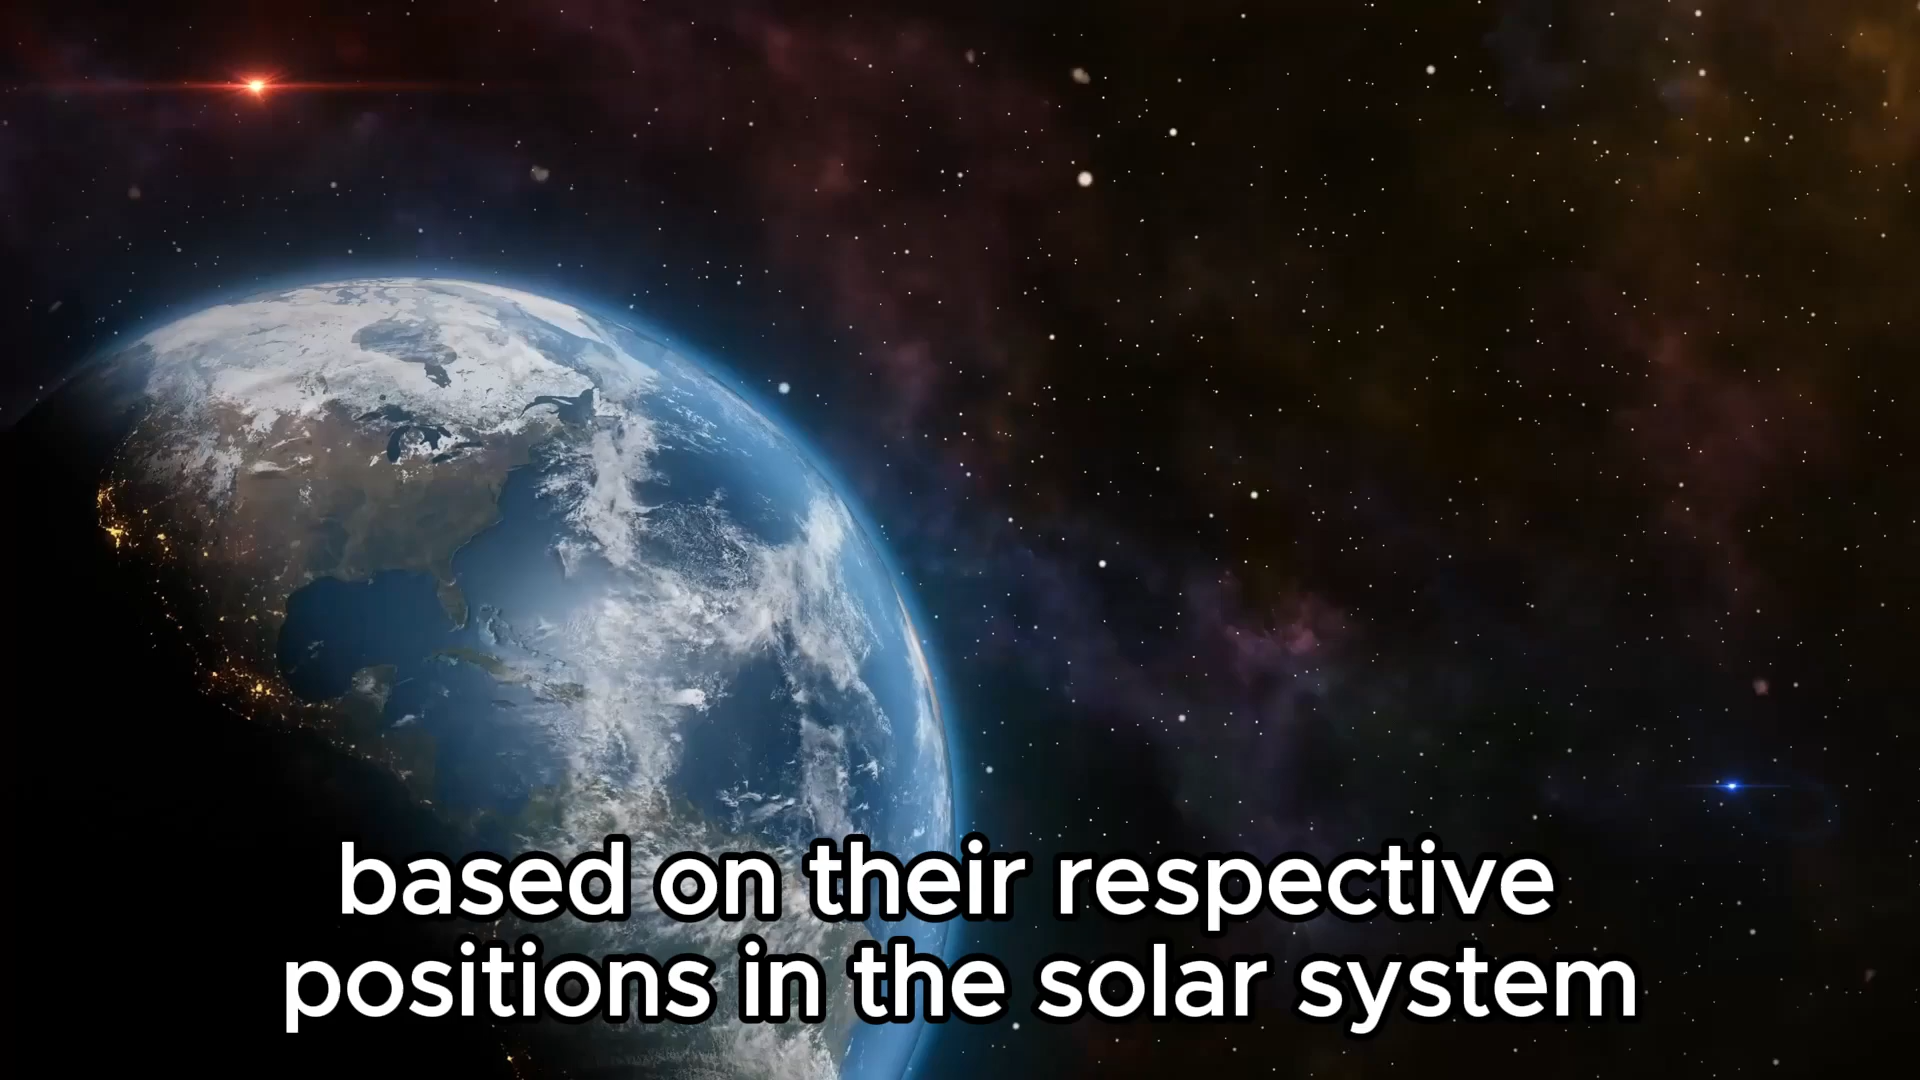 based on their respective
positions in the solar system